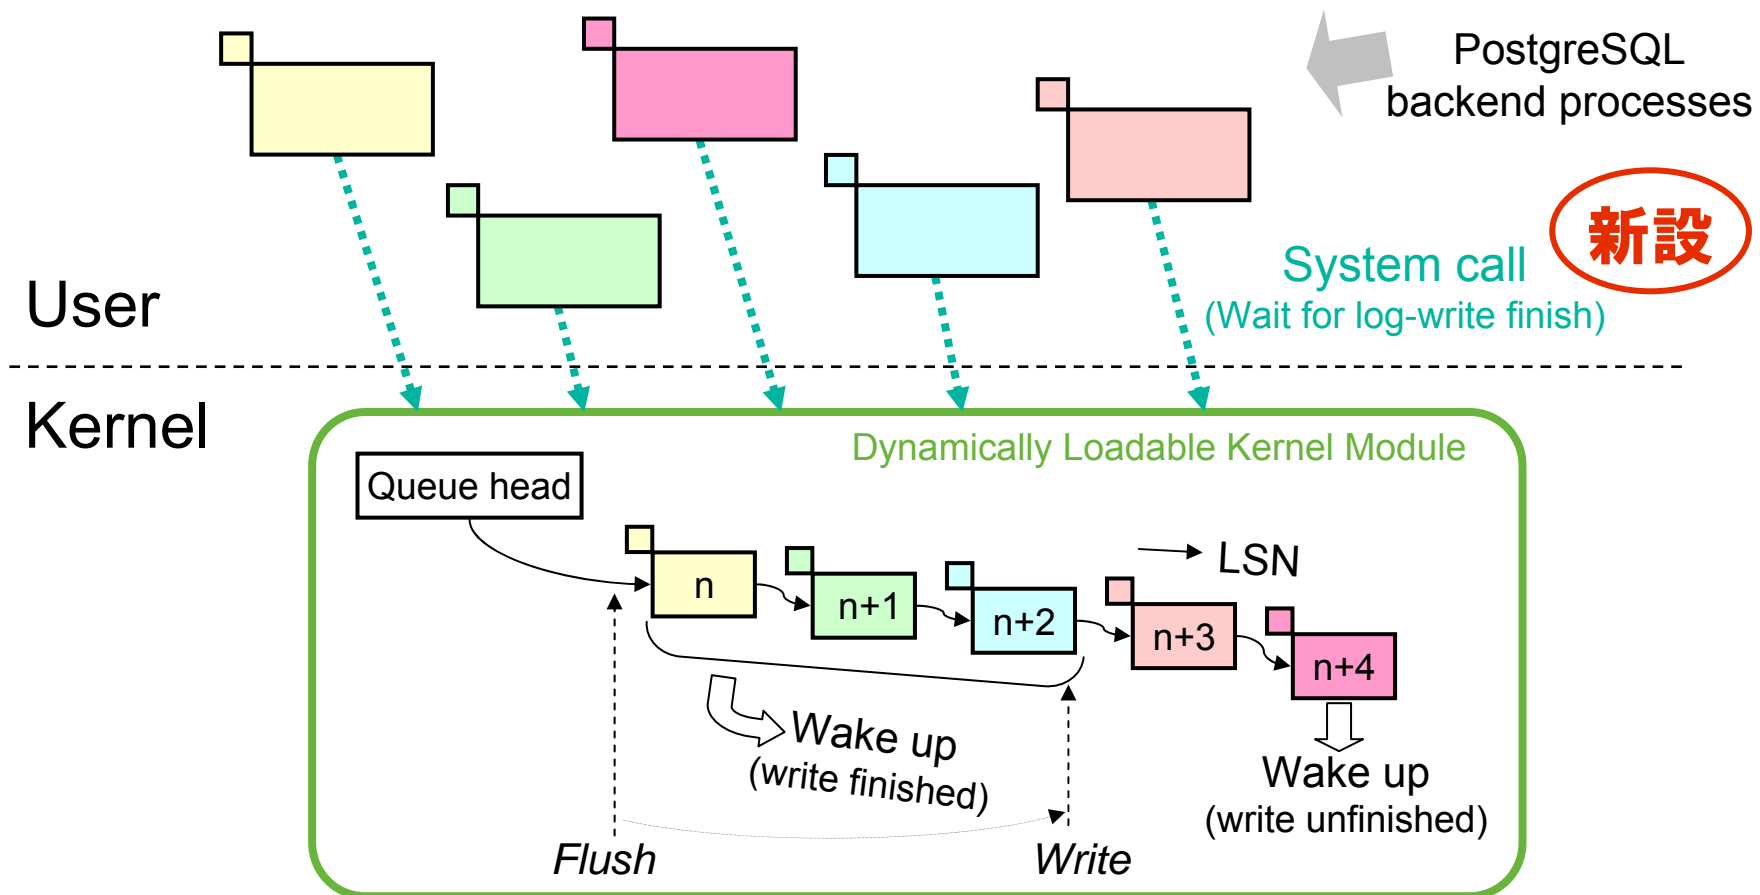 PostgreSQL
backend processes
新設
System call
(Wait for log-write finish)
User
Kernel
Dynamically Loadable Kernel Module
Queue head
LSN
n
n+1
n+2
n+3
n+4
Wake up
(write finished)
Wake up
(write unfinished)
Flush
Write